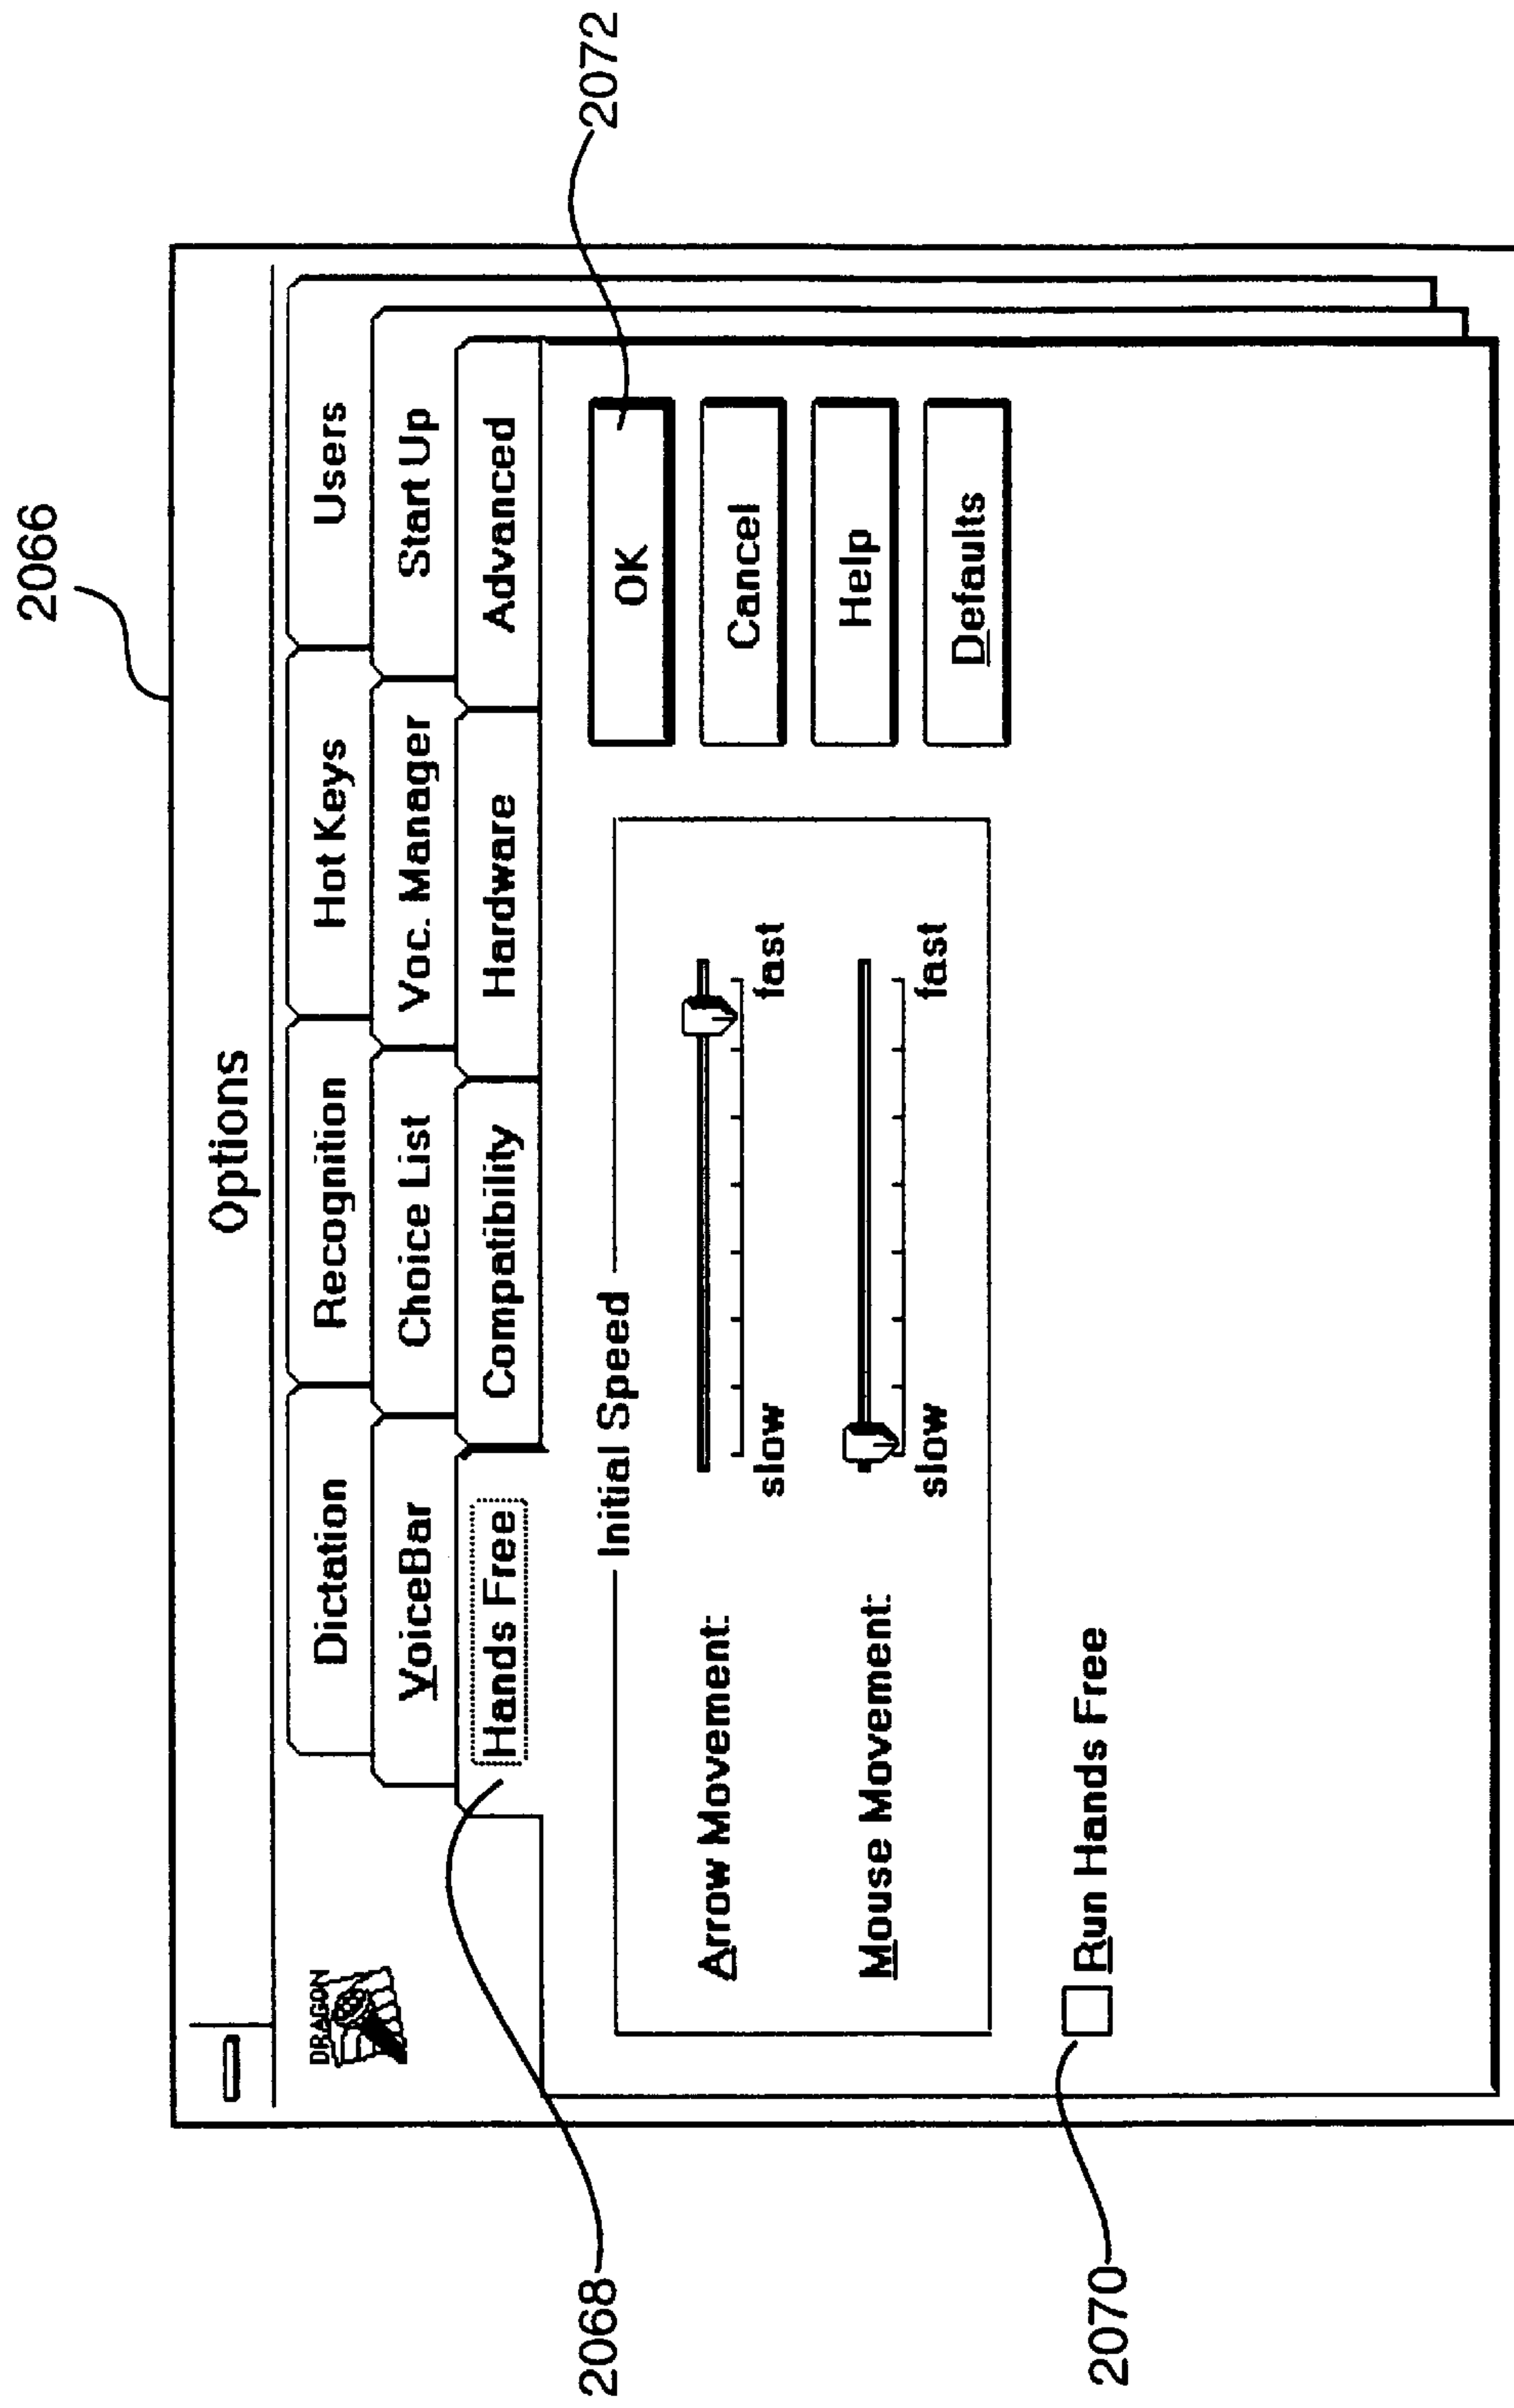 2066
Options
DRAGON
Dictation Recognition Hot Keys Users
VoiceBar Choice List Voc. Manager Start Up
Hands Free Compatibility Hardware Advanced
Initial Speed
Arrow Movement:
slow fast
Mouse Movement:
slow fast
Run Hands Free
OK
Cancel
Help
Defaults
2068
2070
2072